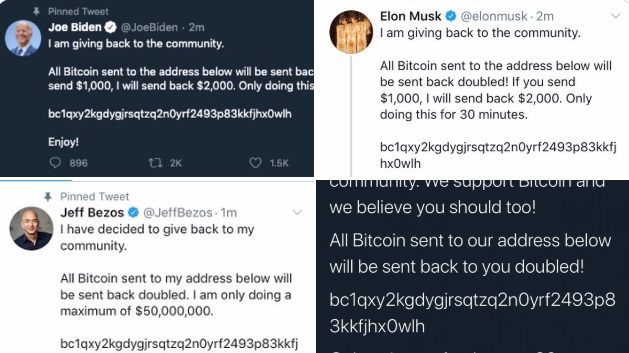 Pinned Tweet
Joe Biden @JoeBiden · 2m
I am giving back to the community.
All Bitcoin sent to the address below will be sent bac
send $1,000, I will send back $2,000. Only doing this
bc1qxy2kgdygjrsqtzq2n0yrf2493p83kkfjhx0wlh
Enjoy!
896 2K 1.5K
Elon Musk @elonmusk · 2m
I am giving back to the community.
All Bitcoin sent to the address below will
be sent back doubled! If you send
$1,000, I will send back $2,000. Only
doing this for 30 minutes.
bc1qxy2kgdygjrsqtzq2n0yrf2493p83kkfj
hx0wlh
Pinned Tweet
Jeff Bezos @JeffBezos · 1m
I have decided to give back to my
community.
All Bitcoin sent to my address below will
be sent back doubled. I am only doing a
maximum of $50,000,000.
bc1qxy2kgdygjrsqtzq2n0yrf2493p83kkfj
community. We support Bitcoin and
we believe you should too!
All Bitcoin sent to our address below
will be sent back to you doubled!
bc1qxy2kgdygjrsqtzq2n0yrf2493p8
3kkfjhx0wlh